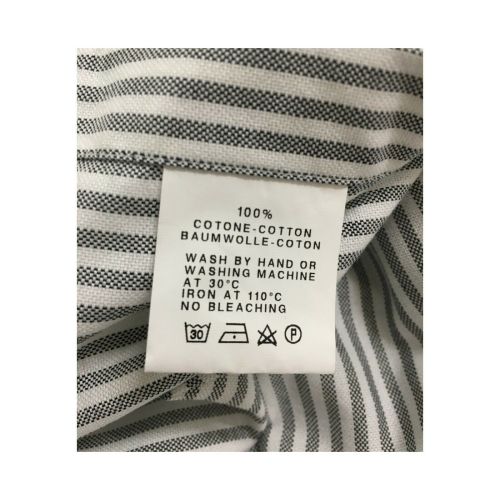 100%
COTONE-COTTON
BAUMWOLLE-COTON
WASH BY HAND OR
WASHING MACHINE
AT 30°C
IRON AT 110°C
NO BLEACHING
30 P